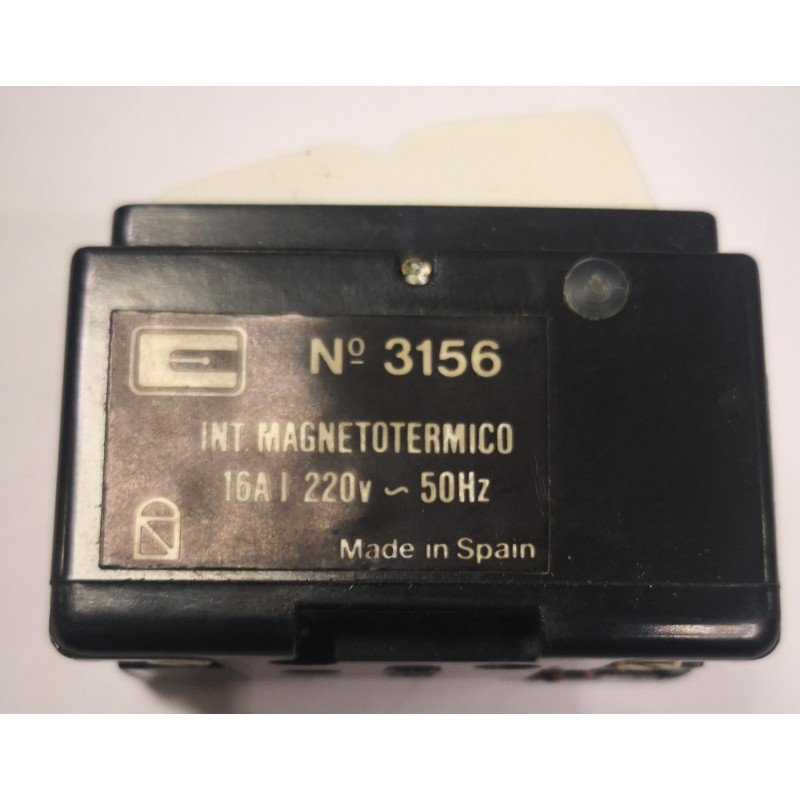 Nº 3156
INT. MAGNETOTERMICO
16A I 220v ~ 50Hz
Made in Spain